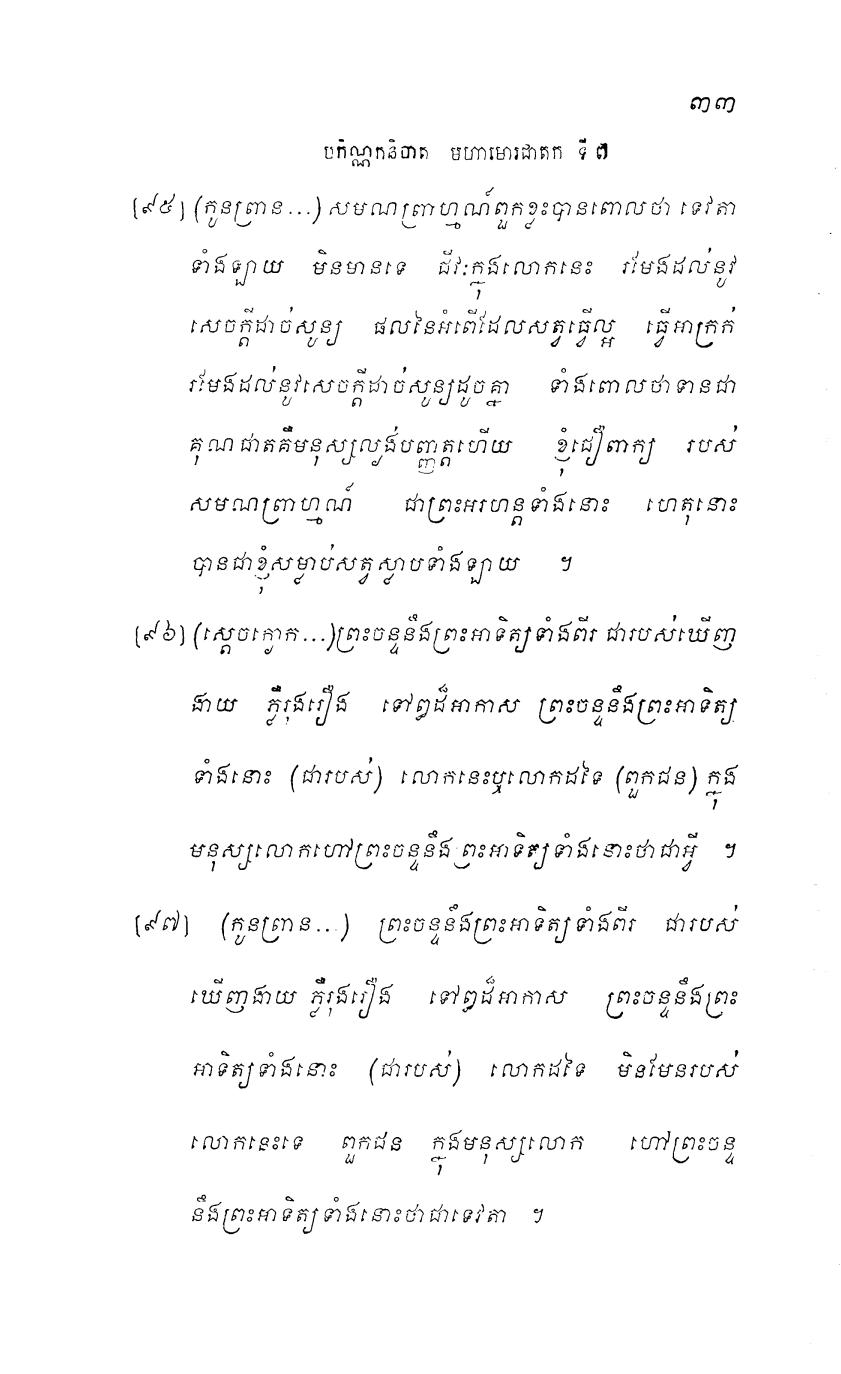 ៣៣
បកិណ្ណកនិបាត មហាមោរជាតក ទី ៧
[៩៥] (កូនព្រាន...) សមណព្រាហ្មណ៍ពួកខ្លះបានពោលថា ទេវតា
ទាំងឡាយ មិនមានទេ ជីវៈក្នុងលោកនេះ រមែងដល់នូវ
សេចក្តីដាច់សូន្យ ផលនៃអំពើដែលសត្វធ្វើល្អ ធ្វើអាក្រក់
រមែងដល់នូវសេចក្តីដាច់សូន្យដូចគ្នា ទាំងពោលថាទានជា
គុណជាតគឺមនុស្សល្ងង់បញ្ញត្តហើយ ខ្ញុំជឿពាក្យ របស់
សមណព្រាហ្មណ៍ ជាព្រះអរហន្តទាំងនោះ ហេតុនោះ
បានជាខ្ញុំសម្លាប់សត្វស្លាបទាំងឡាយ ។
[៩៦] (ស្តេចក្ងោក...)ព្រះចន្ទនឹងព្រះអាទិត្យទាំងពីរ ជារបស់ឃើញ
ងាយ ភ្លឺរុងរឿង ទៅឰដ៏អាកាស ព្រះចន្ទនឹងព្រះអាទិត្យ
ទាំងនោះ (ជារបស់) លោកនេះឬលោកដទៃ (ពួកជន) ក្នុង
មនុស្សលោកហៅព្រះចន្ទនឹងព្រះអាទិត្យទាំងនោះថាជាអ្វី ។
[៩៧] (កូនព្រាន...) ព្រះចន្ទនឹងព្រះអាទិត្យទាំងពីរ ជារបស់
ឃើញងាយ ភ្លឺរុងរឿង ទៅឰដ៏អាកាស ព្រះចន្ទនឹងព្រះ
អាទិត្យទាំងនោះ (ជារបស់) លោកដទៃ មិនមែនរបស់
លោកនេះទេ ពួកជន ក្នុងមនុស្សលោក ហៅព្រះចន្ទ
នឹងព្រះអាទិត្យទាំងនោះថាជាទេវតា ។